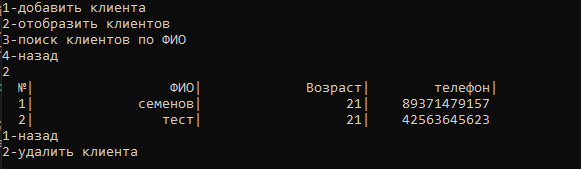 1-добавить клиента
2-отобразить клиентов
3-поиск клиентов по ФИО
4-назад
2
№| ФИО| Возраст| телефон|
1| семенов| 21| 89371479157
2| тест| 21| 42563645623
1-назад
2-удалить клиента